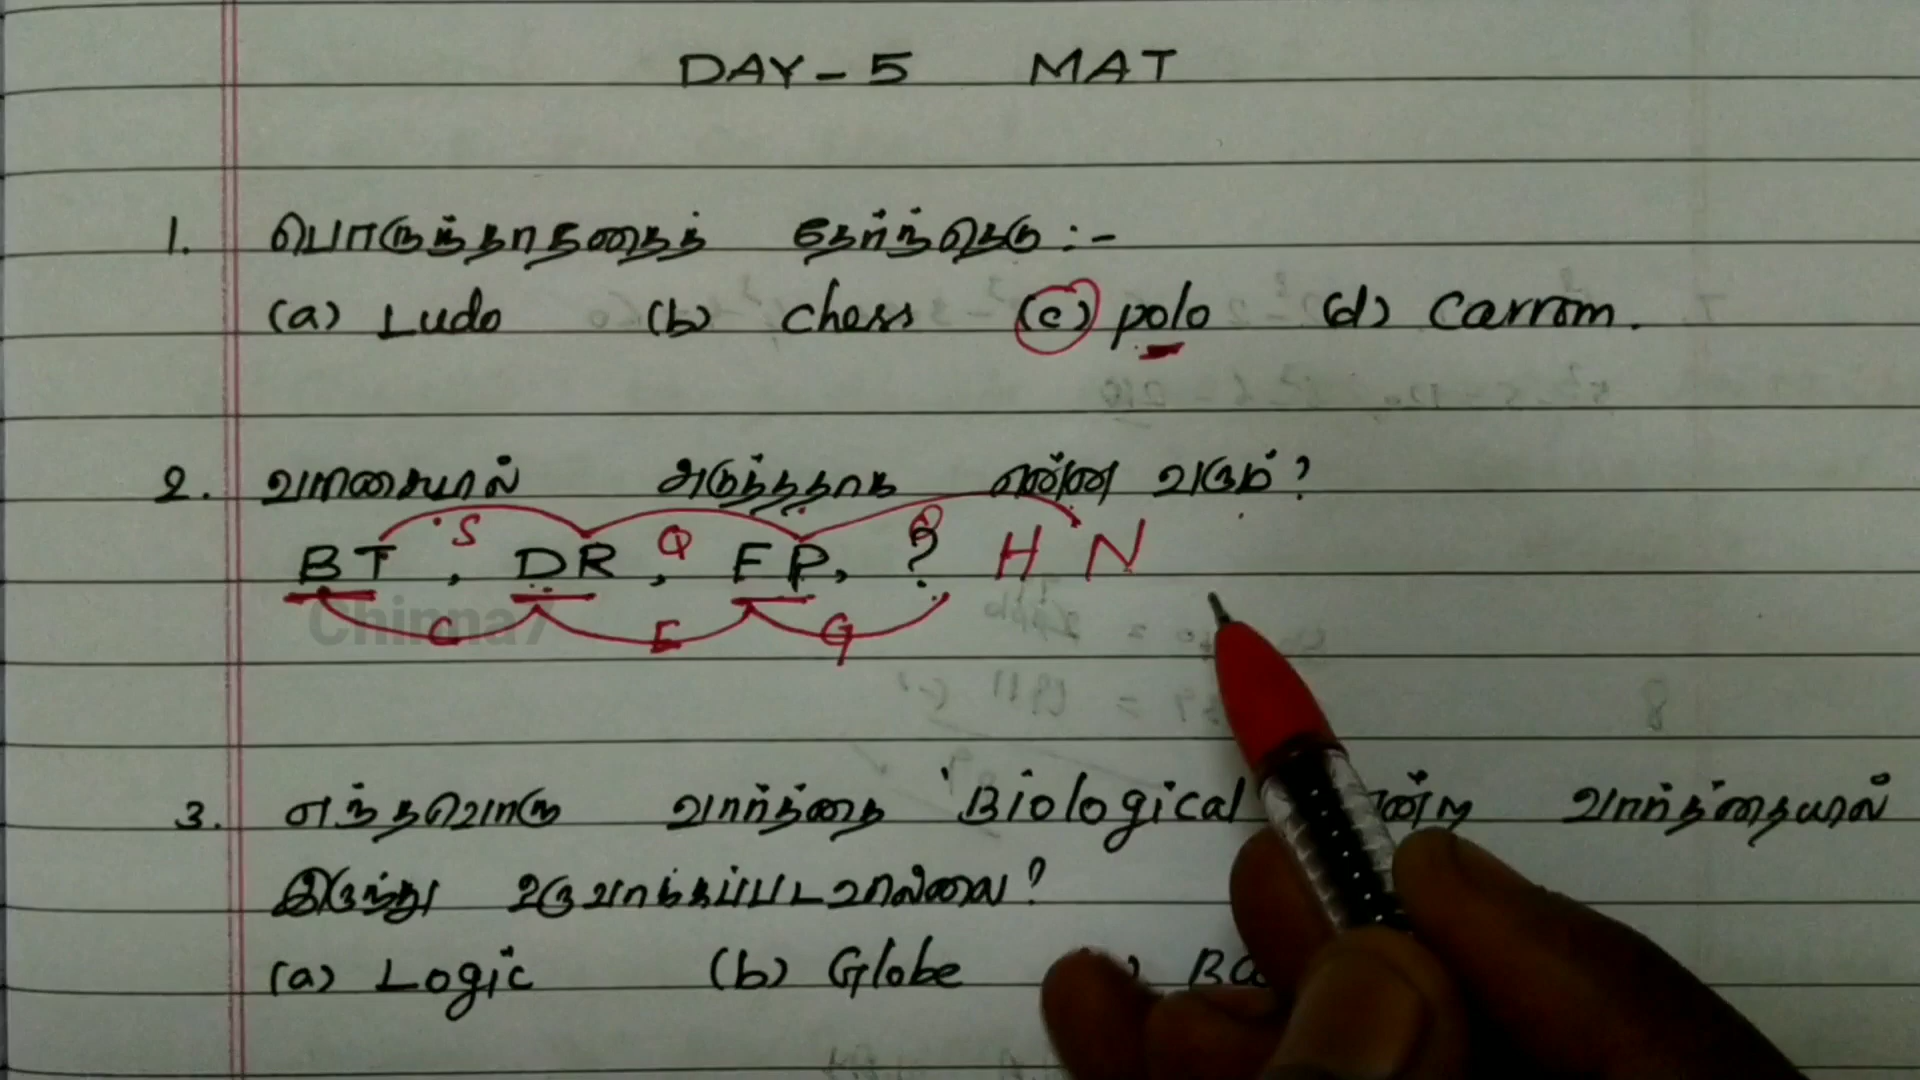 DAY - 5 MAT
1. பொருந்தாததைத் தேர்ந்தெடு :-
(a) Ludo (b) chess (c) polo (d) Carrom.
2. வரிசையில் அடுத்ததாக என்ன வரும் ?
S Q
BT , DR , FP, ? H N
Chinna7
C E G
3. எந்தவொரு வார்த்தை 'Biological வார்த்தையில்
இருந்து உருவாக்கப்படவில்லை ?
(a) Logic (b) Globe